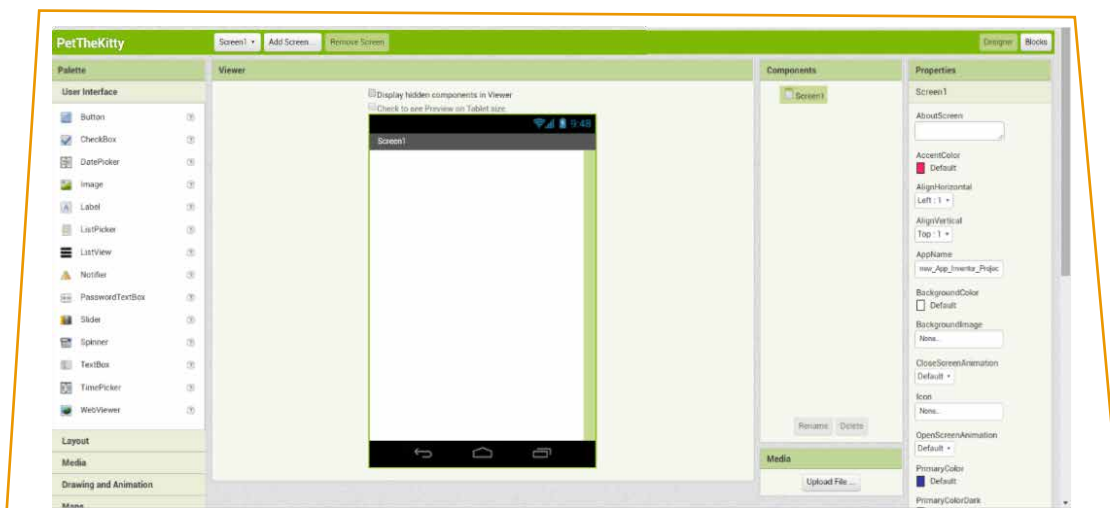 PetTheKitty
Screen1
Add Screen...
Remove Screen
Designer
Blocks
Palette
User Interface
Button
CheckBox
DatePicker
Image
Label
ListPicker
ListView
Notifier
PasswordTextBox
Slider
Spinner
TextBox
TimePicker
WebViewer
Layout
Media
Drawing and Animation
Maps
Viewer
Display hidden components in Viewer
Check to see Preview on Tablet size.
9:48
Screen1
Components
Screen1
Rename
Delete
Media
Upload File ...
Properties
Screen1
AboutScreen
AccentColor
Default
AlignHorizontal
Left : 1
AlignVertical
Top : 1
AppName
new_App_Inventor_Projec
BackgroundColor
Default
BackgroundImage
None...
CloseScreenAnimation
Default
Icon
None...
OpenScreenAnimation
Default
PrimaryColor
Default
PrimaryColorDark